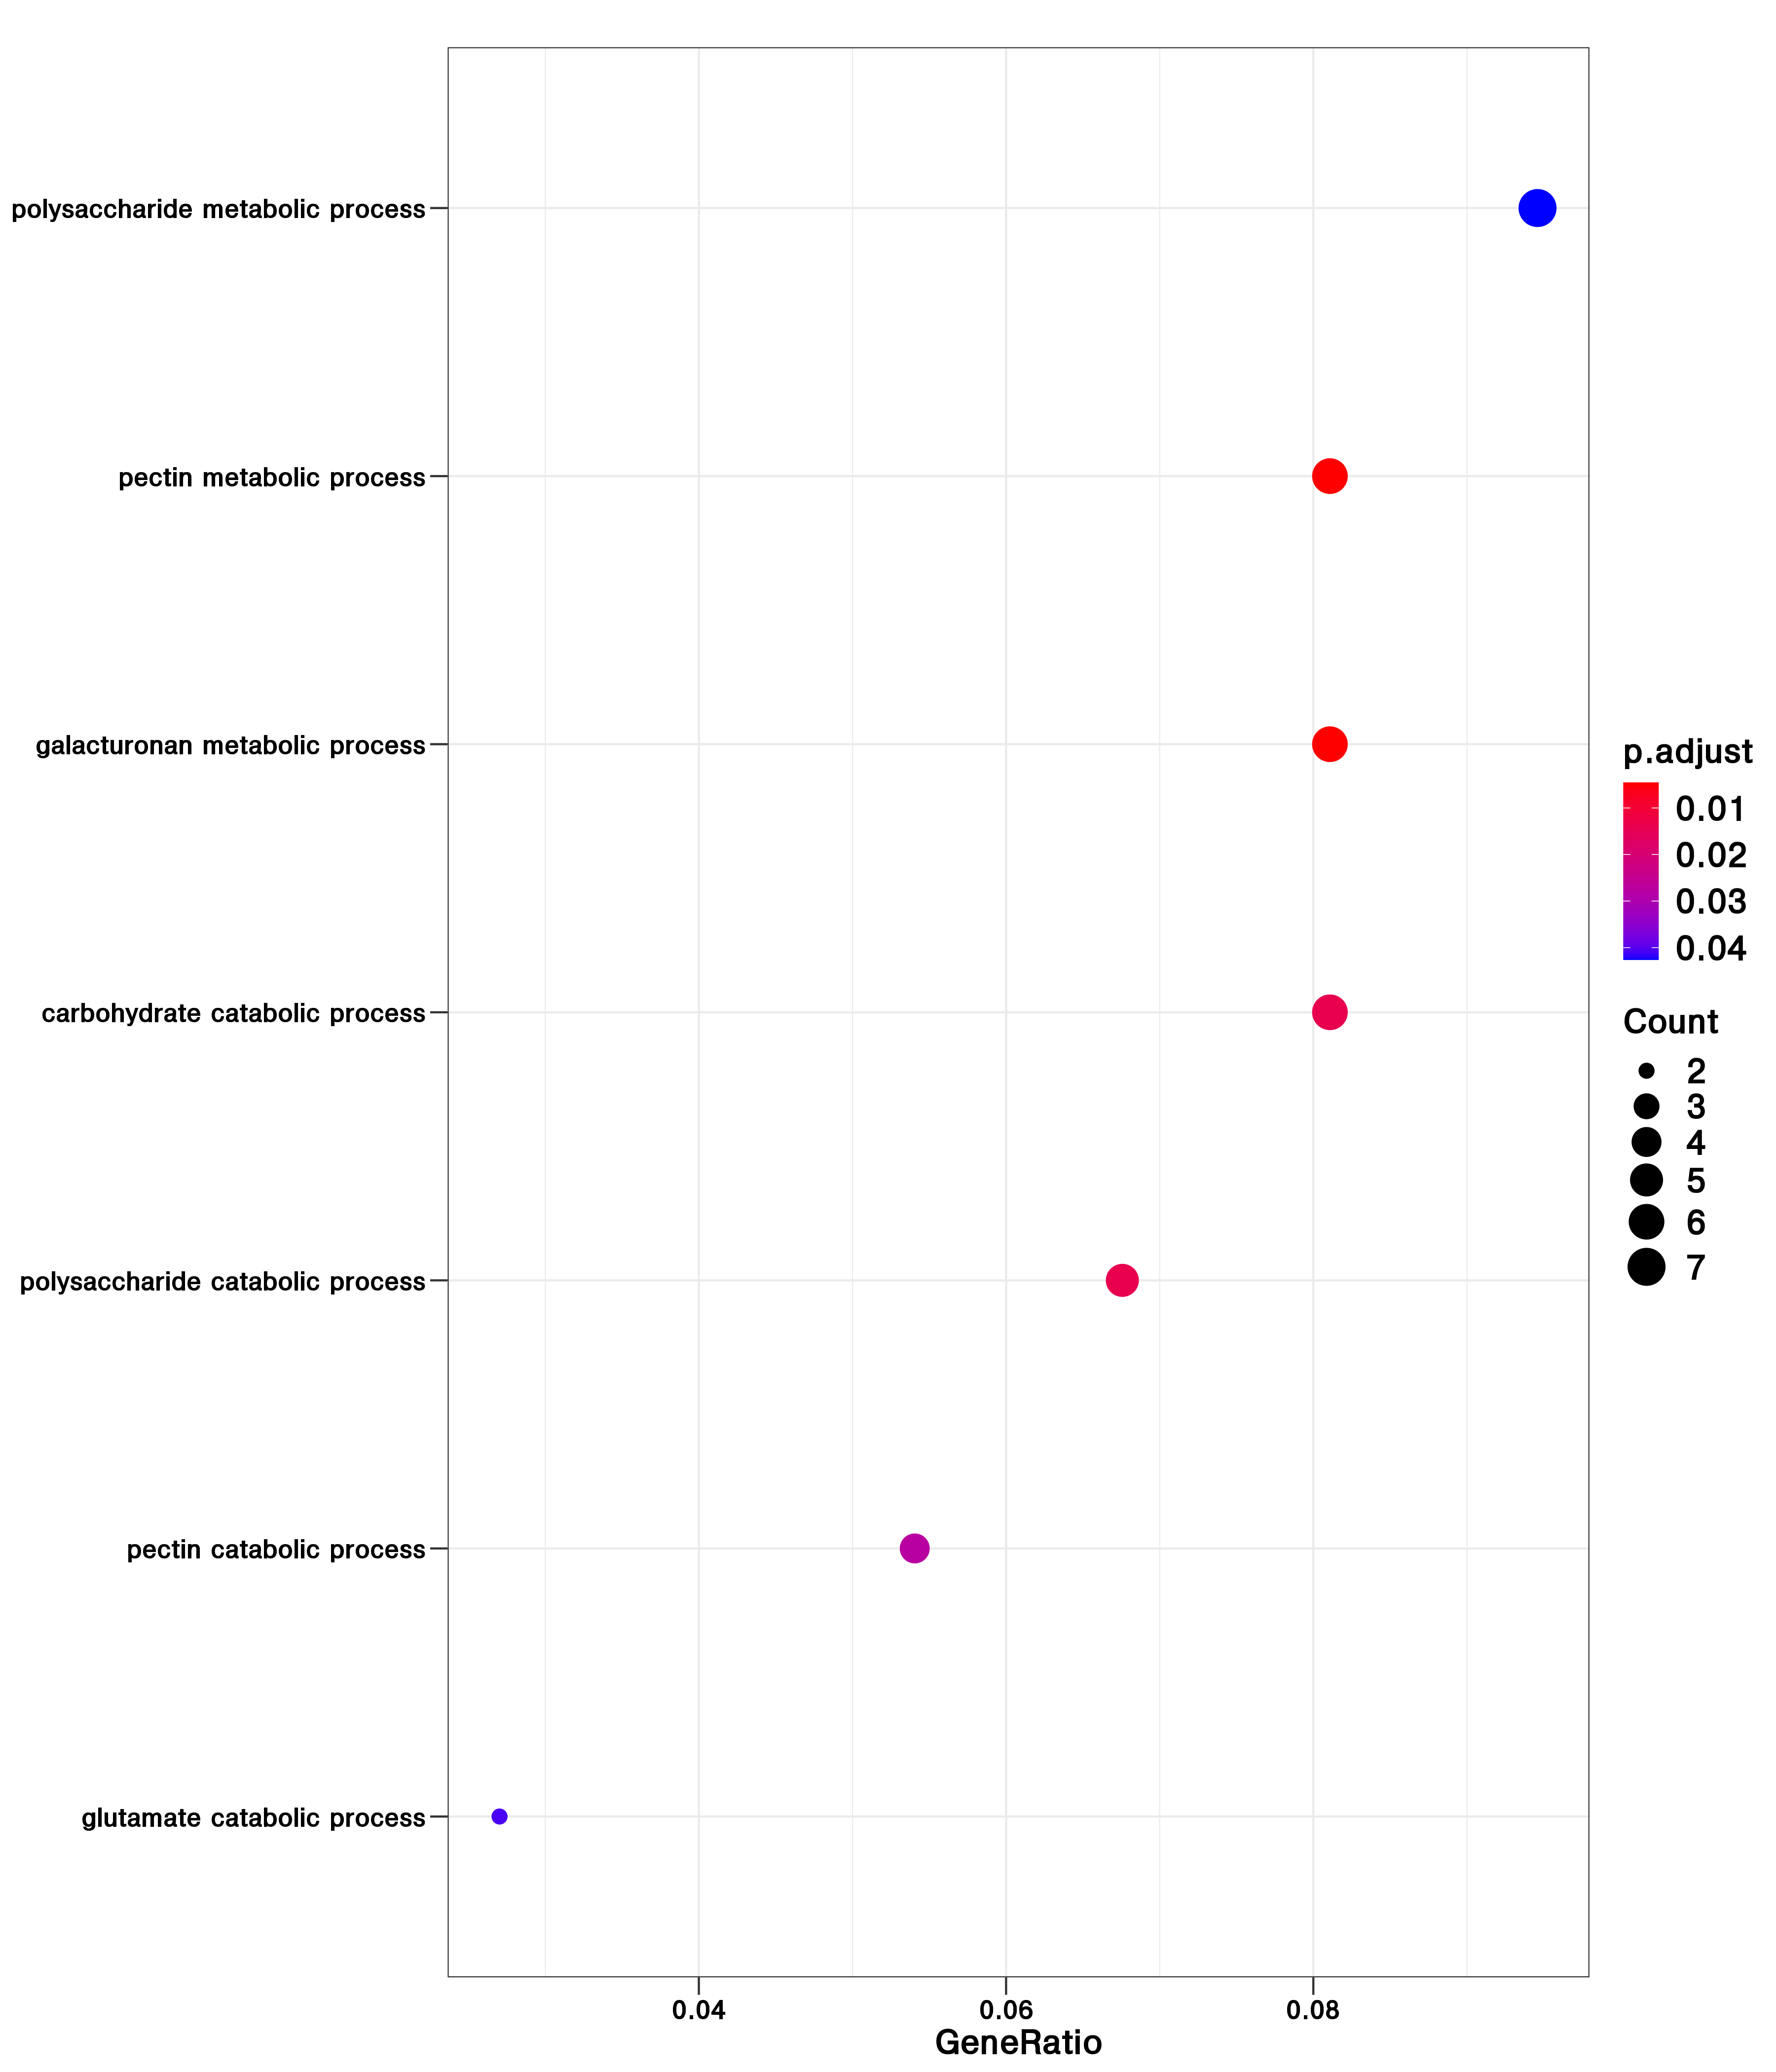 polysaccharide metabolic process
pectin metabolic process
galacturonan metabolic process
carbohydrate catabolic process
polysaccharide catabolic process
pectin catabolic process
glutamate catabolic process
0.04
0.06
0.08
GeneRatio
p.adjust
0.01
0.02
0.03
0.04
Count
2
3
4
5
6
7